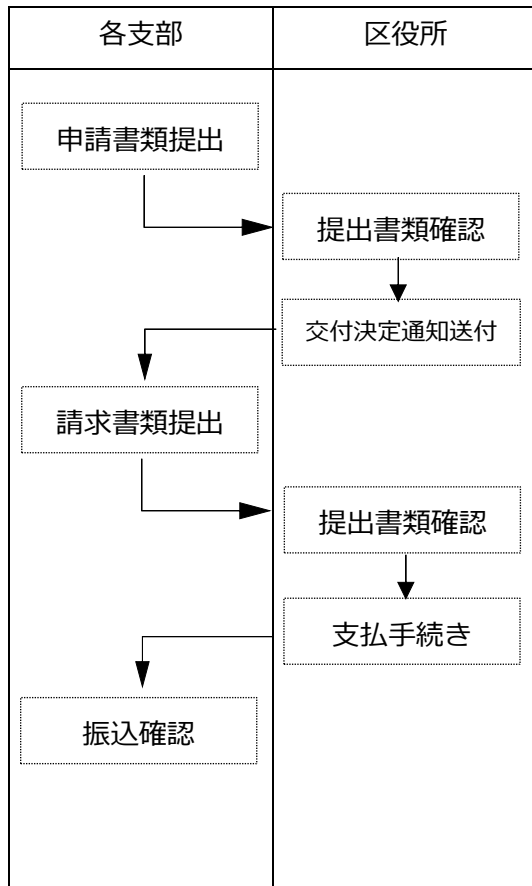 各支部
区役所
申請書類提出
提出書類確認
交付決定通知送付
請求書類提出
提出書類確認
支払手続き
振込確認